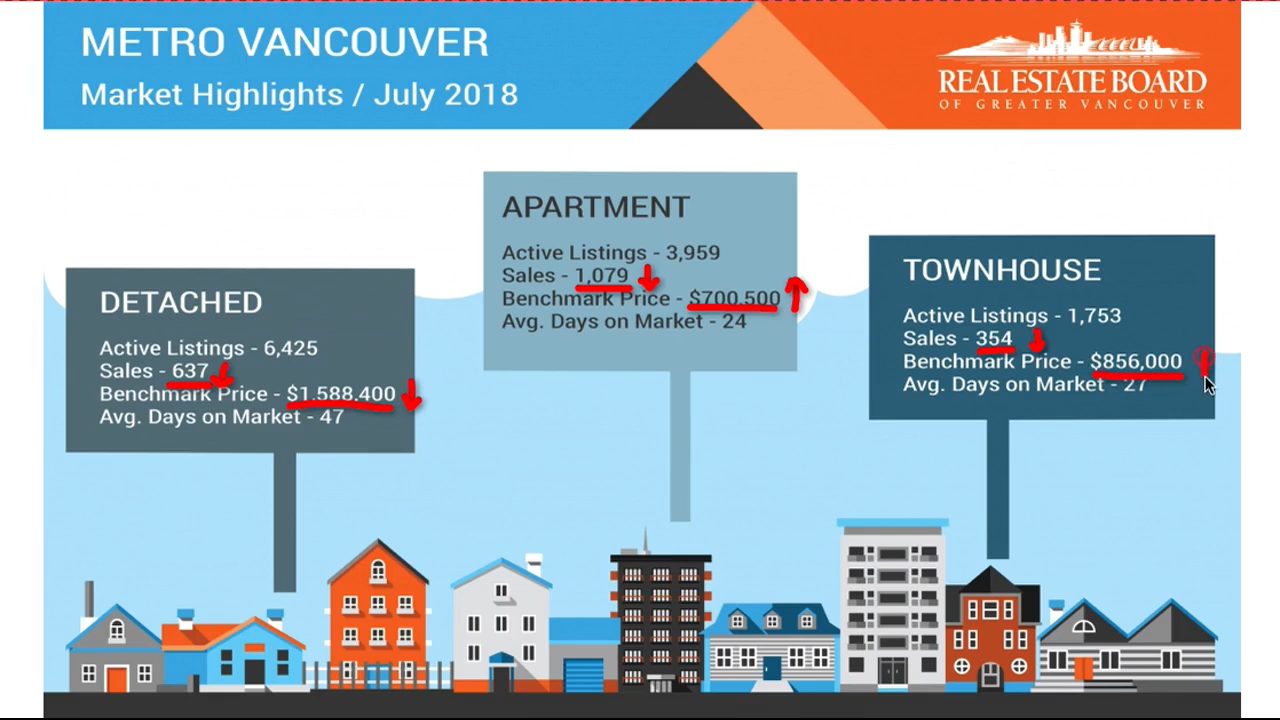 METRO VANCOUVER
Market Highlights / July 2018
REAL ESTATE BOARD
OF GREATER VANCOUVER
DETACHED
Active Listings - 6,425
Sales - 637
Benchmark Price - $1,588,400
Avg. Days on Market - 47
APARTMENT
Active Listings - 3,959
Sales - 1,079
Benchmark Price - $700,500
Avg. Days on Market - 24
TOWNHOUSE
Active Listings - 1,753
Sales - 354
Benchmark Price - $856,000
Avg. Days on Market - 27